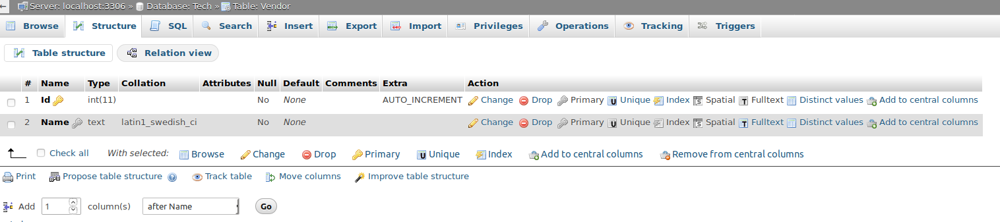 Server: localhost:3306 » Database: Tech » Table: Vendor
Browse Structure SQL Search Insert Export Import Privileges Operations Tracking Triggers
Table structure Relation view
# Name Type Collation Attributes Null Default Comments Extra Action
1 Id int(11) No None AUTO_INCREMENT Change Drop Primary Unique Index Spatial Fulltext Distinct values Add to central columns
2 Name text latin1_swedish_ci No None Change Drop Primary Unique Index Spatial Fulltext Distinct values Add to central columns
Check all With selected: Browse Change Drop Primary Unique Index Add to central columns Remove from central columns
Print Propose table structure Track table Move columns Improve table structure
Add 1 column(s) after Name Go